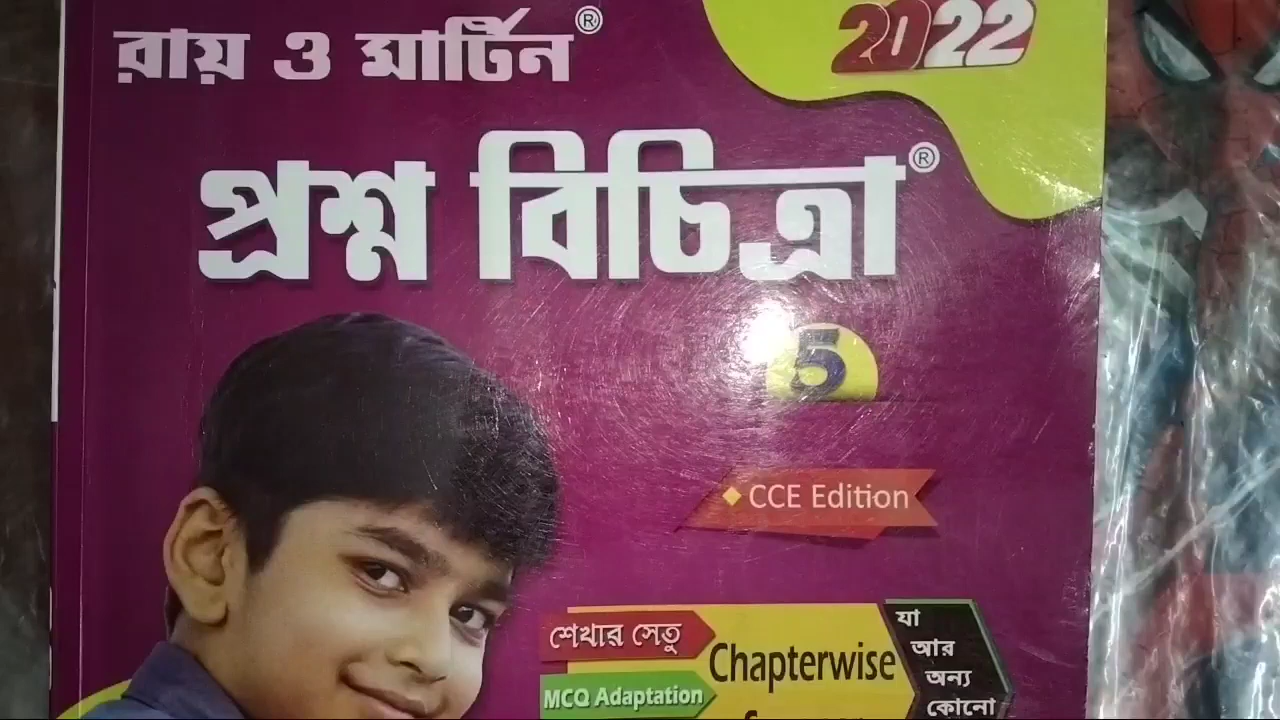 রায় ও মার্টিন®
2022
প্রশ্ন বিচিত্রা®
5
CCE Edition
শেখার সেতু
MCQ Adaptation
Chapterwise
যা
আর
অন্য
কোনো